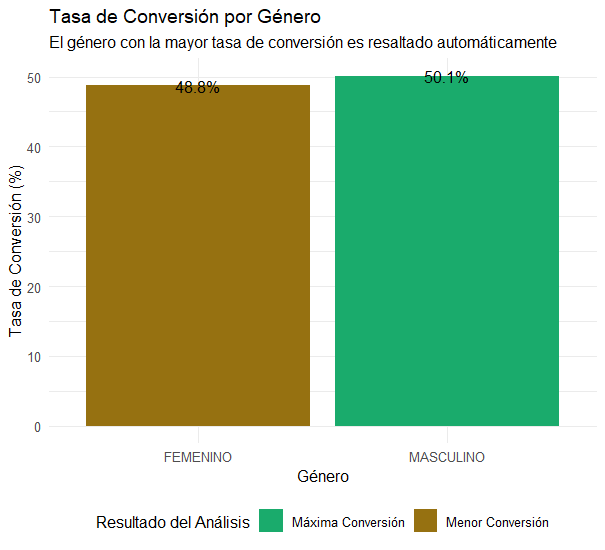 Tasa de Conversión por Género
El género con la mayor tasa de conversión es resaltado automáticamente
50
40
30
20
10
0
Tasa de Conversión (%)
48.8%
50.1%
FEMENINO
MASCULINO
Género
Resultado del Análisis
Máxima Conversión
Menor Conversión